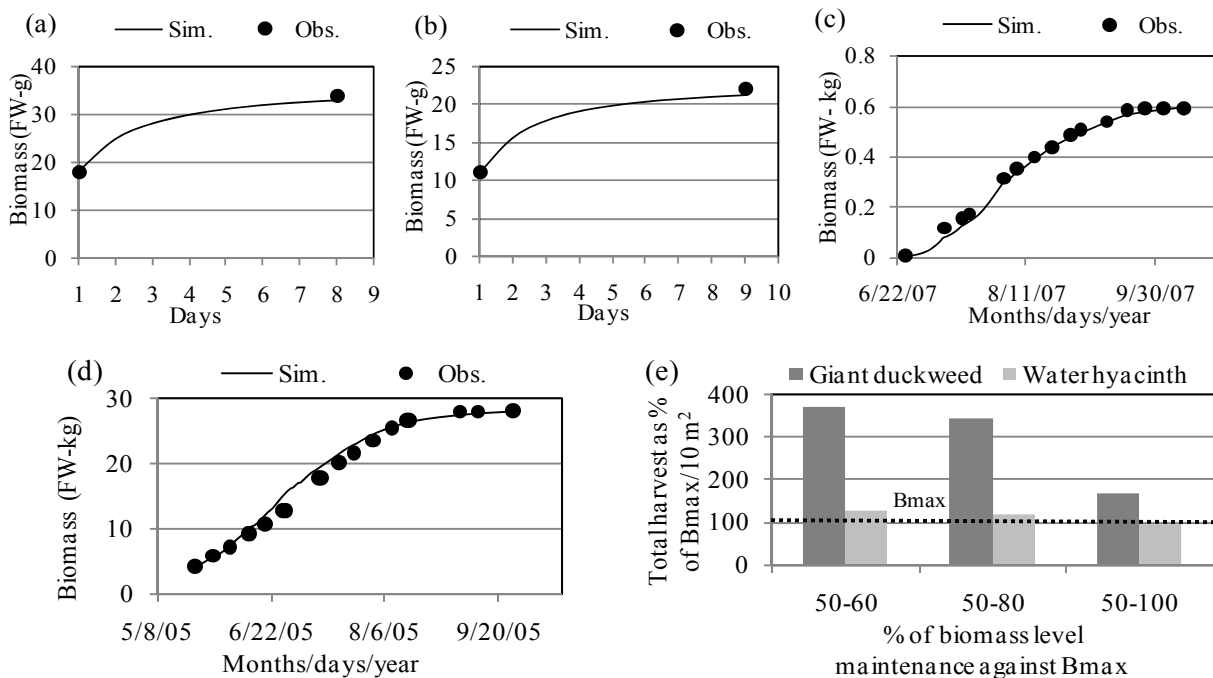 (a)
Sim. Obs.
Biomass (FW-g)
40
30
20
10
0
1 2 3 4 5 6 7 8 9
Days
(b)
Sim. Obs.
Biomass (FW-g)
25
20
15
10
5
0
1 2 3 4 5 6 7 8 9 10
Days
(c)
Sim. Obs.
Biomass (FW- kg)
0.8
0.6
0.4
0.2
0
6/22/07 8/11/07 9/30/07
Months/days/year
(d)
Sim. Obs.
Biomass (FW-kg)
30
20
10
0
5/8/05 6/22/05 8/6/05 9/20/05
Months/days/year
(e)
Giant duckweed Water hyacinth
Total harvest as %
of Bmax/10 m²
400
300
200
100
0
Bmax
50-60 50-80 50-100
% of biomass level
maintenance against Bmax